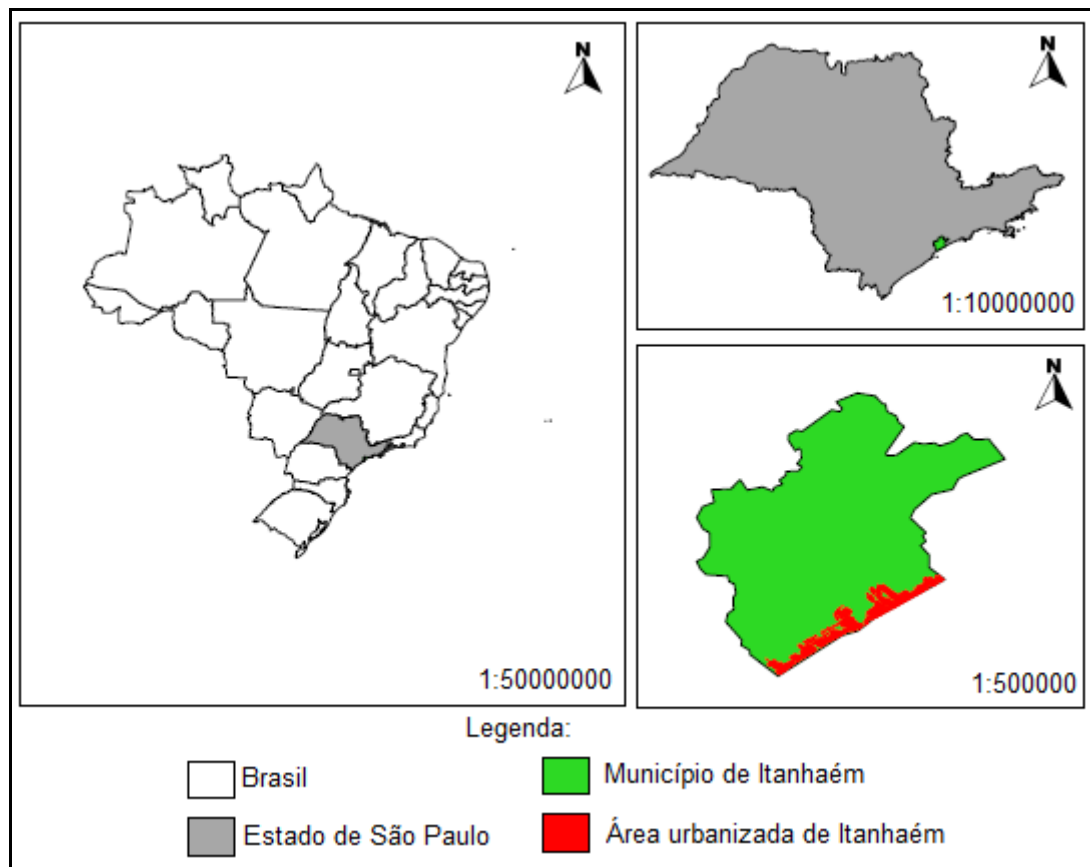 N
1:50000000
N
1:10000000
N
1:500000
Legenda:
Brasil
Município de Itanhaém
Estado de São Paulo
Área urbanizada de Itanhaém